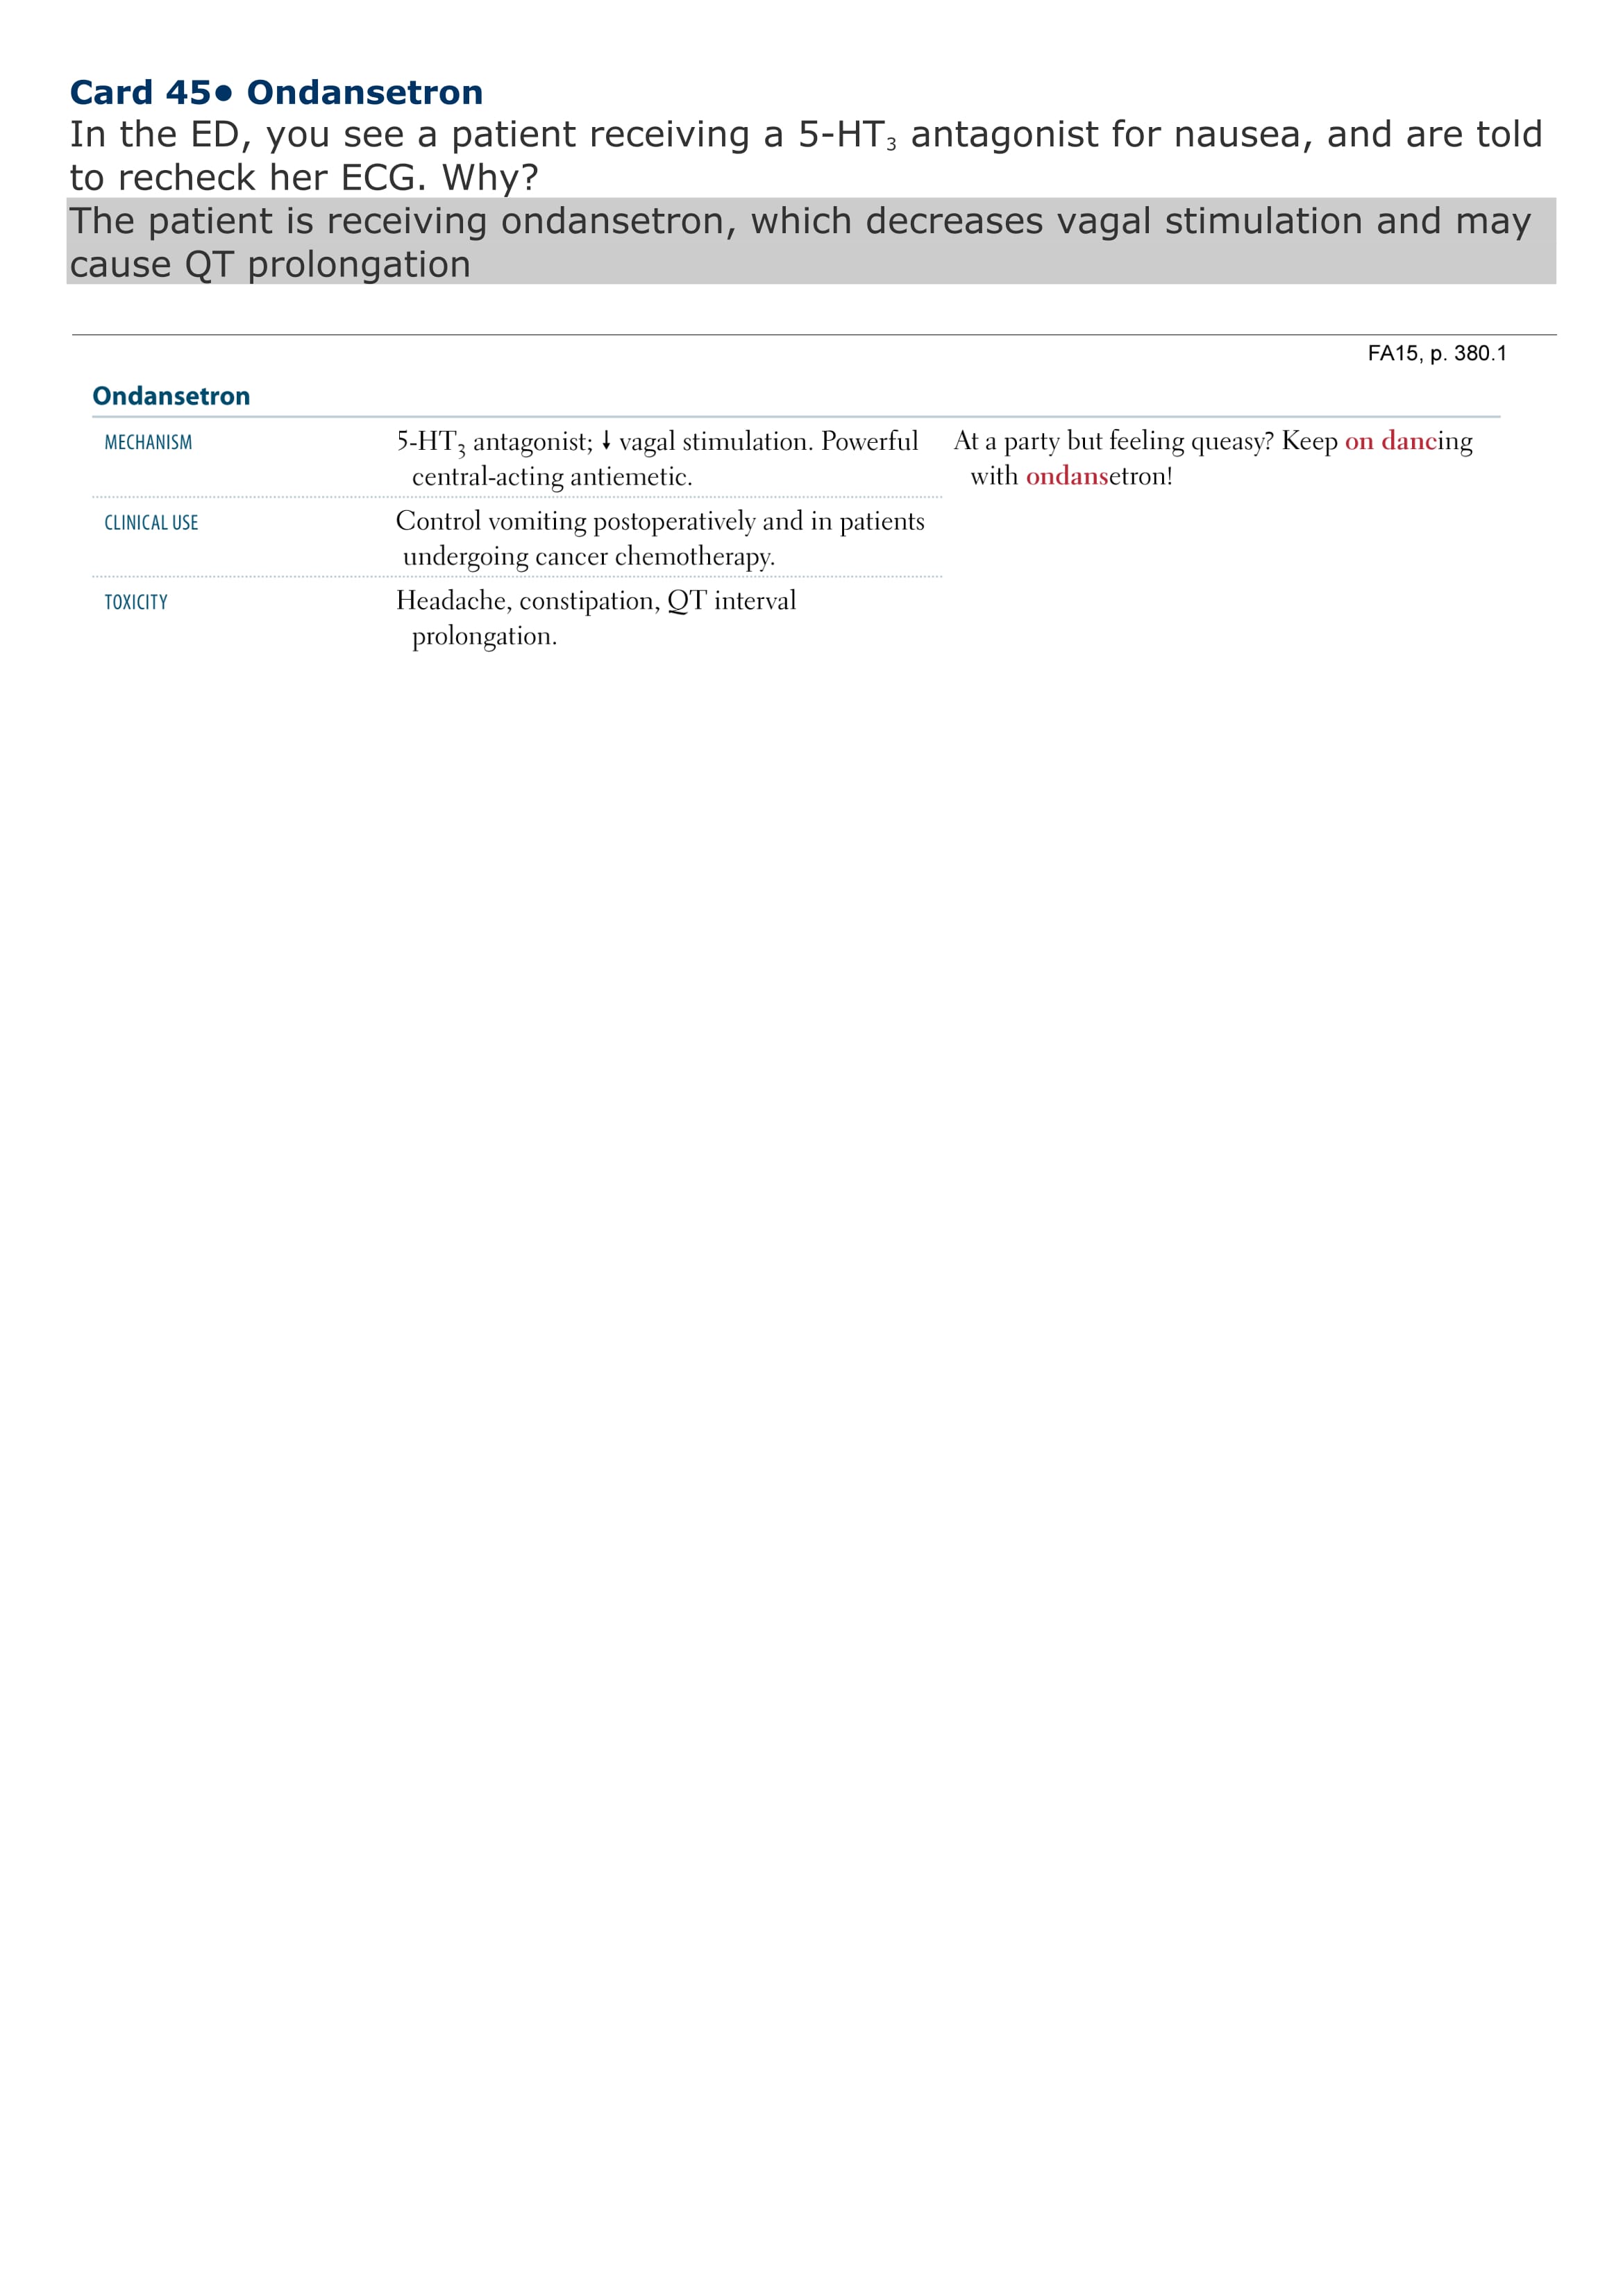 Card 45● Ondansetron
In the ED, you see a patient receiving a 5-HT₃ antagonist for nausea, and are told
to recheck her ECG. Why?
The patient is receiving ondansetron, which decreases vagal stimulation and may
cause QT prolongation
FA15, p. 380.1
Ondansetron
MECHANISM
5-HT₃ antagonist; ↓ vagal stimulation. Powerful
central-acting antiemetic.
At a party but feeling queasy? Keep on dancing
with ondansetron!
CLINICAL USE
Control vomiting postoperatively and in patients
undergoing cancer chemotherapy.
TOXICITY
Headache, constipation, QT interval
prolongation.